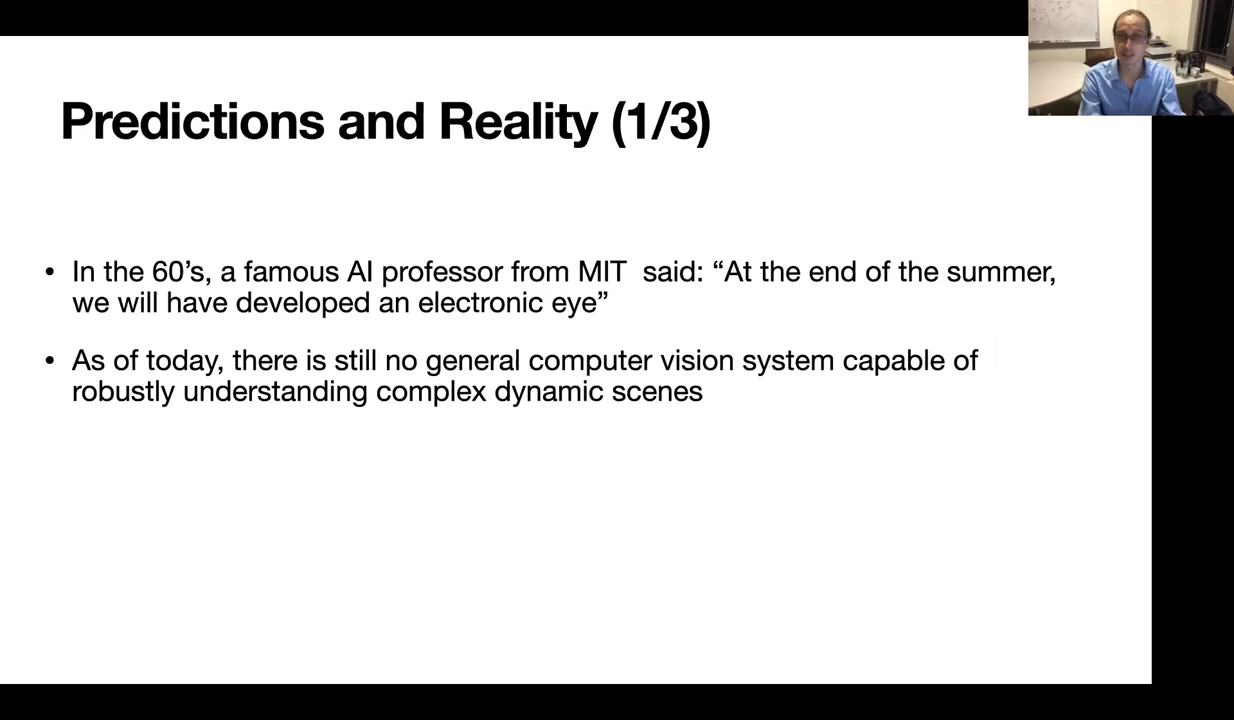 Predictions and Reality (1/3)
• In the 60’s, a famous AI professor from MIT  said: “At the end of the summer,
we will have developed an electronic eye”
• As of today, there is still no general computer vision system capable of
robustly understanding complex dynamic scenes